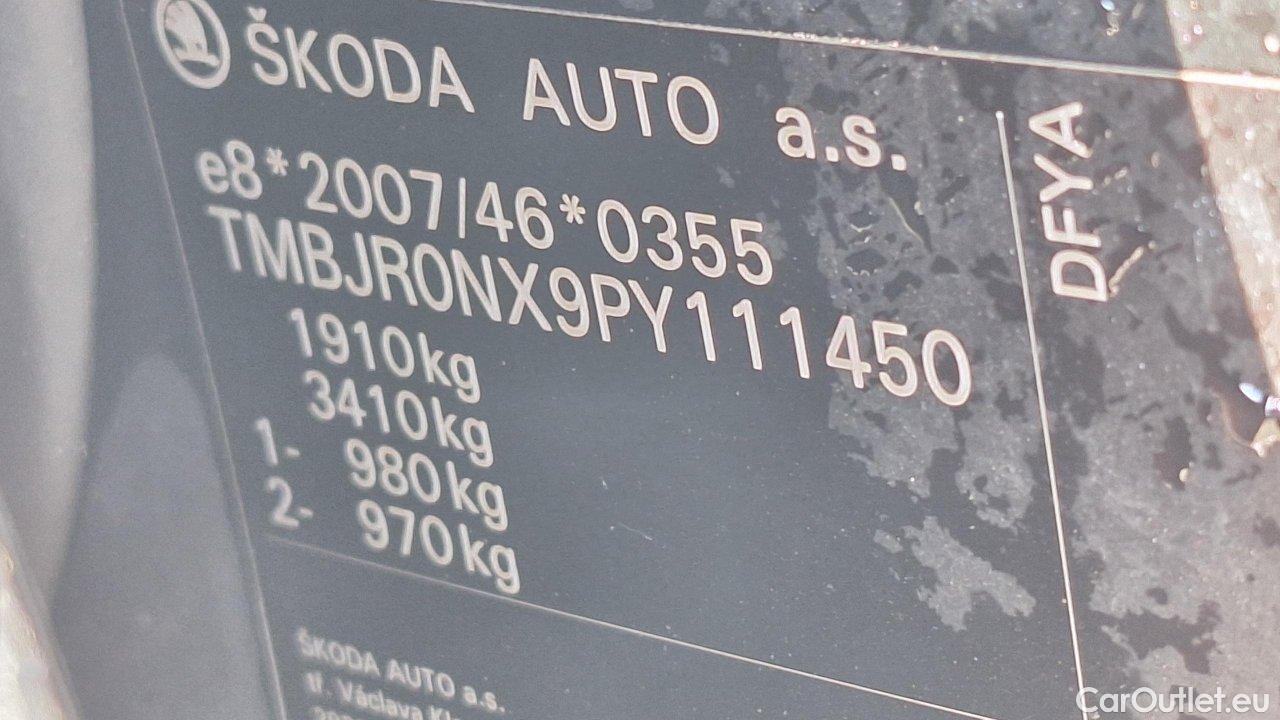 ŠKODA AUTO a.s.
e8*2007/46*0355
TMBJR0NX9PY111450
1910kg
3410kg
1- 980kg
2- 970kg
DFYA
ŠKODA AUTO a.s.
tř. Václava
CarOutlet.eu